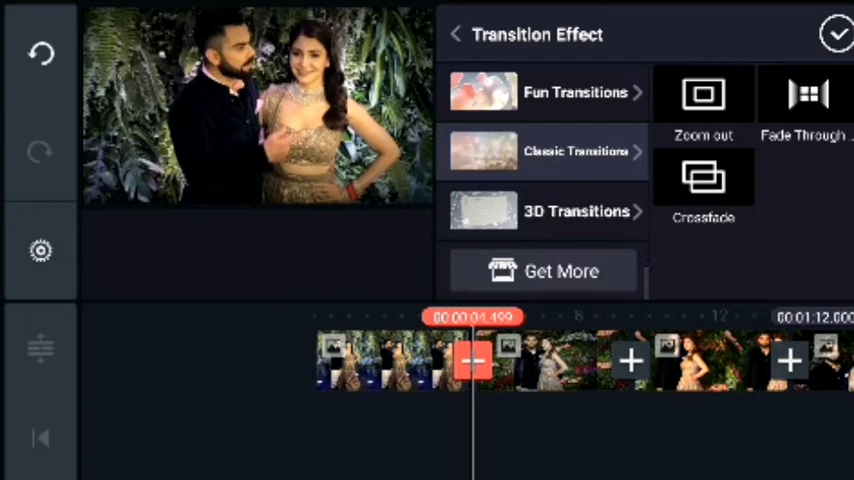 Transition Effect
Fun Transitions
Classic Transitions
3D Transitions
Get More
Zoom out
Fade Through ..
Crossfade
00:00:04.499
8
12
00:01:12.000